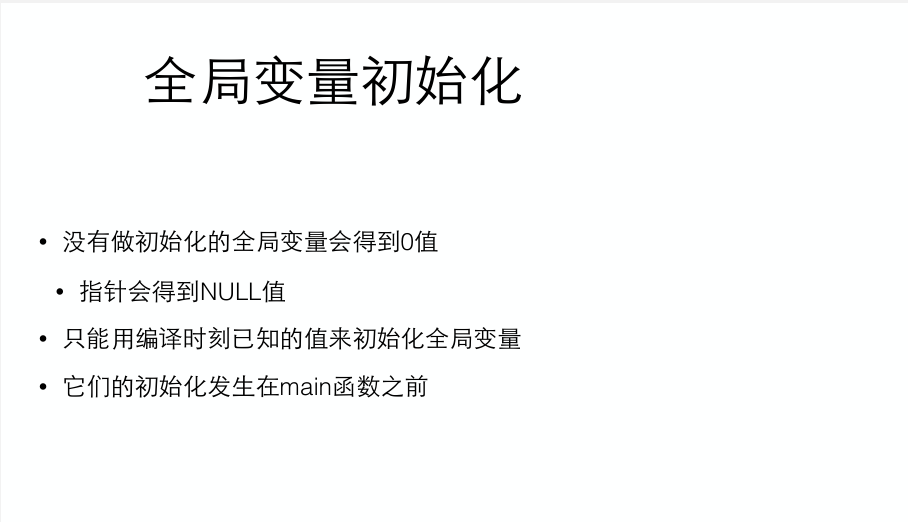 全局变量初始化
• 没有做初始化的全局变量会得到0值
• 指针会得到NULL值
• 只能用编译时刻已知的值来初始化全局变量
• 它们的初始化发生在main函数之前